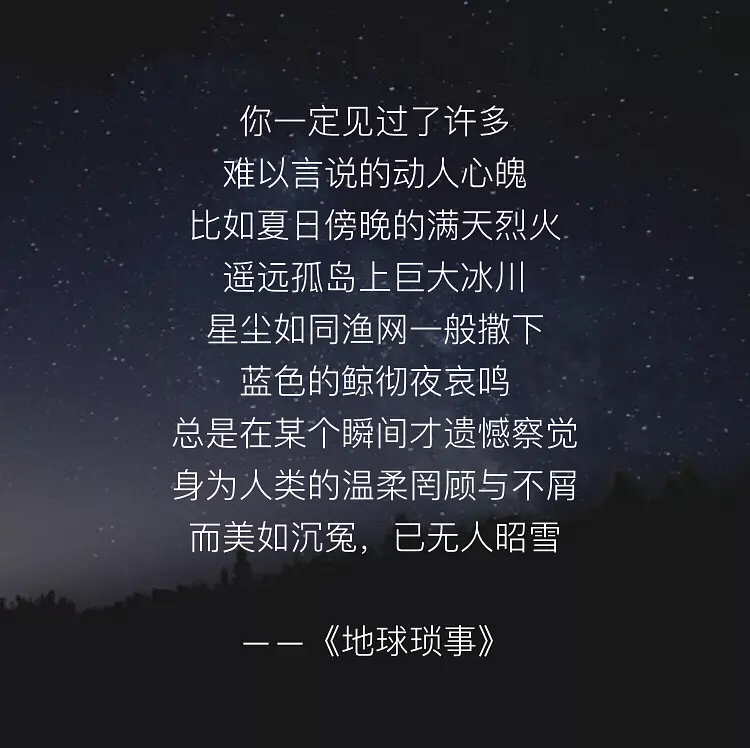 你一定见过了许多
难以言说的动人心魄
比如夏日傍晚的满天烈火
遥远孤岛上巨大冰川
星尘如同渔网一般撒下
蓝色的鲸彻夜哀鸣
总是在某个瞬间才遗憾察觉
身为人类的温柔罔顾与不屑
而美如沉冤，已无人昭雪
——《地球琐事》